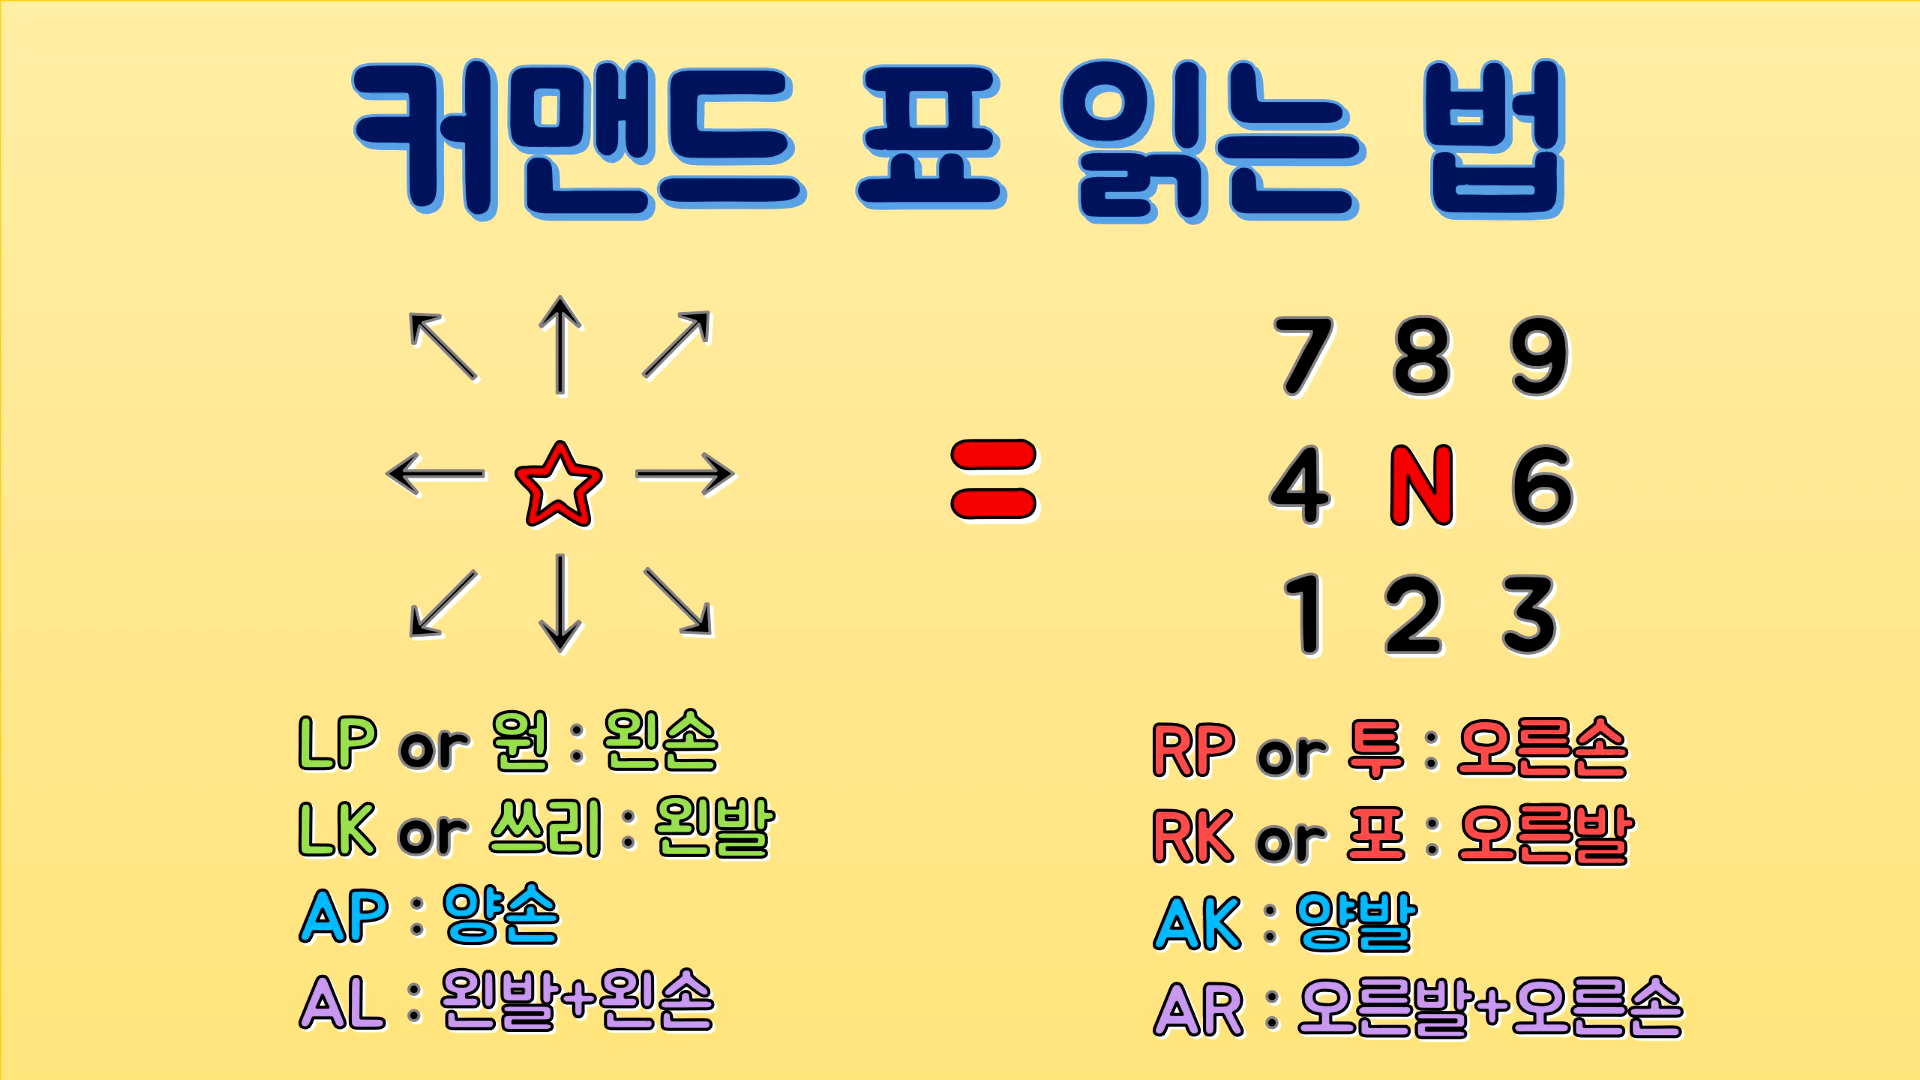 커맨드 표 읽는 법
↖ ↑ ↗
← ☆ →
↙ ↓ ↘
=
7 8 9
4 N 6
1 2 3
LP or 원 : 왼손
LK or 쓰리 : 왼발
AP : 양손
AL : 왼발+왼손
RP or 투 : 오른손
RK or 포 : 오른발
AK : 양발
AR : 오른발+오른손